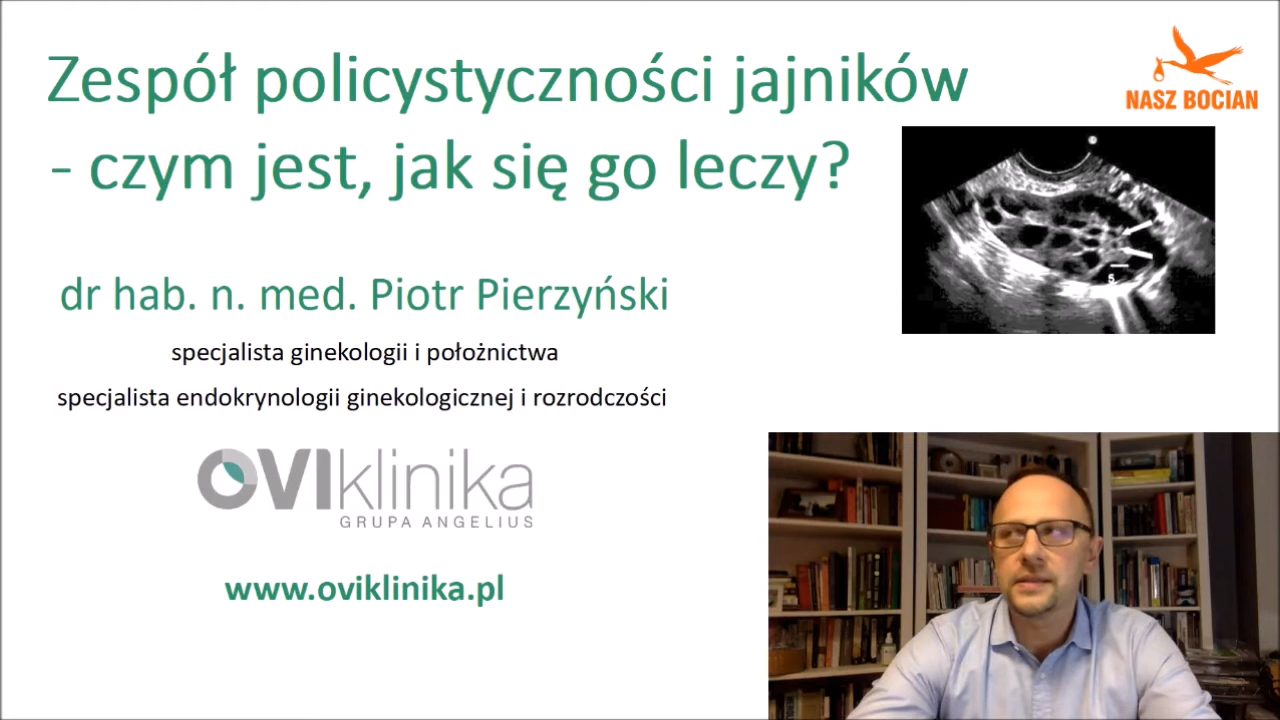 Zespół policystyczności jajników
- czym jest, jak się go leczy?
NASZ BOCIAN
5
dr hab. n. med. Piotr Pierzyński
specjalista ginekologii i położnictwa
specjalista endokrynologii ginekologicznej i rozrodczości
OVIklinika
GRUPA ANGELIUS
www.oviklinika.pl